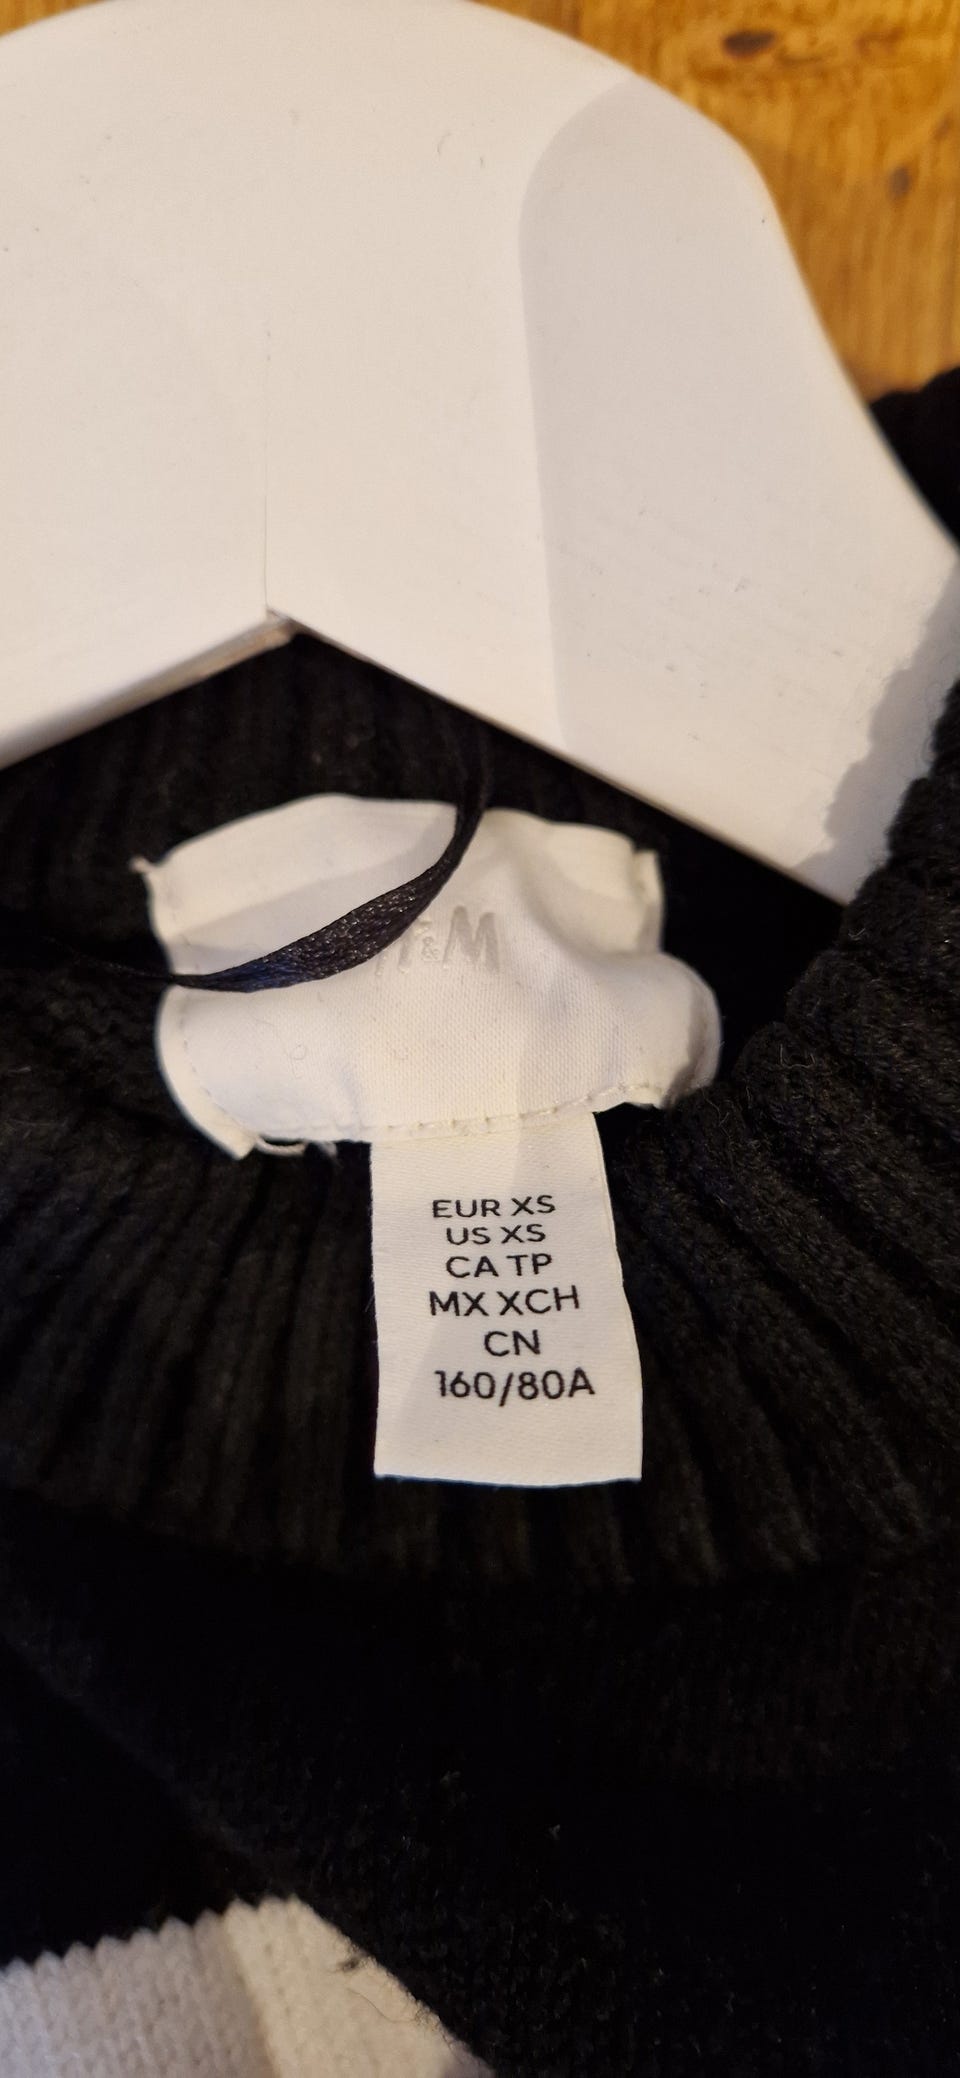 H&M
EUR XS
US XS
CA TP
MX XCH
CN
160/80A